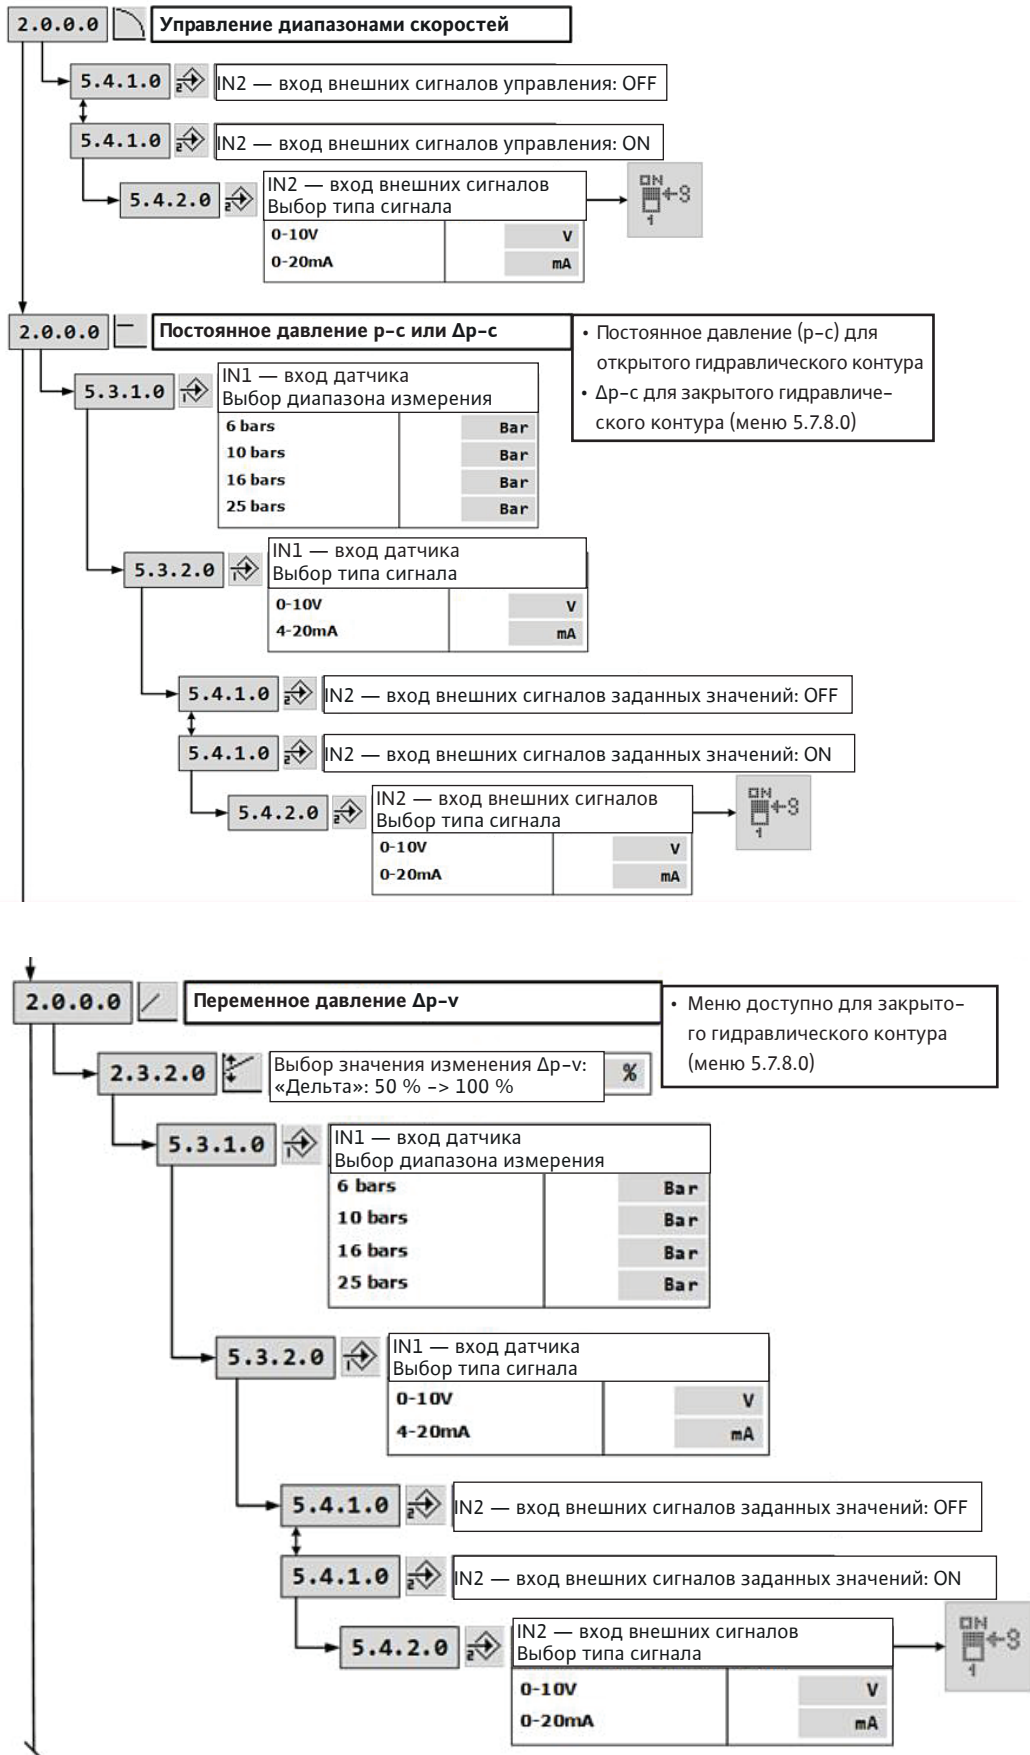 2.0.0.0 Управление диапазонами скоростей
5.4.1.0 2 IN2 — вход внешних сигналов управления: OFF
5.4.1.0 2 IN2 — вход внешних сигналов управления: ON
5.4.2.0 2 IN2 — вход внешних сигналов
Выбор типа сигнала
ON
1
0-10V V
0-20mA mA
2.0.0.0 Постоянное давление p-c или Δp-c
• Постоянное давление (p-c) для
открытого гидравлического контура
• Δp-c для закрытого гидравличе-
ского контура (меню 5.7.8.0)
5.3.1.0 1 IN1 — вход датчика
Выбор диапазона измерения
6 bars Bar
10 bars Bar
16 bars Bar
25 bars Bar
5.3.2.0 1 IN1 — вход датчика
Выбор типа сигнала
0-10V V
4-20mA mA
5.4.1.0 2 IN2 — вход внешних сигналов заданных значений: OFF
5.4.1.0 2 IN2 — вход внешних сигналов заданных значений: ON
5.4.2.0 2 IN2 — вход внешних сигналов
Выбор типа сигнала
ON
1
0-10V V
0-20mA mA
2.0.0.0 Переменное давление Δp-v
• Меню доступно для закрыто-
го гидравлического контура
(меню 5.7.8.0)
2.3.2.0 Выбор значения изменения Δp-v: %
«Дельта»: 50 % -> 100 %
5.3.1.0 1 IN1 — вход датчика
Выбор диапазона измерения
6 bars Bar
10 bars Bar
16 bars Bar
25 bars Bar
5.3.2.0 1 IN1 — вход датчика
Выбор типа сигнала
0-10V V
4-20mA mA
5.4.1.0 2 IN2 — вход внешних сигналов заданных значений: OFF
5.4.1.0 2 IN2 — вход внешних сигналов заданных значений: ON
5.4.2.0 2 IN2 — вход внешних сигналов
Выбор типа сигнала
ON
1
0-10V V
0-20mA mA